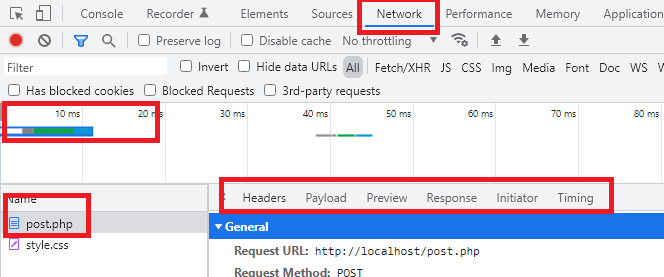 Console Recorder Elements Sources Network Performance Memory Application
Preserve log Disable cache No throttling
Filter Invert Hide data URLs All Fetch/XHR JS CSS Img Media Font Doc WS
Has blocked cookies Blocked Requests 3rd-party requests
10 ms 20 ms 30 ms 40 ms 50 ms 60 ms 70 ms 80 ms
Name × Headers Payload Preview Response Initiator Timing
post.php General
style.css Request URL: http://localhost/post.php
Request Method: POST